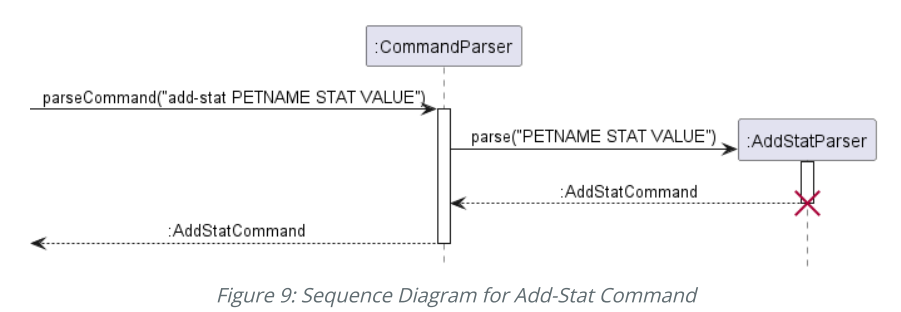 :CommandParser
parseCommand("add-stat PETNAME STAT VALUE")
parse("PETNAME STAT VALUE")
:AddStatParser
:AddStatCommand
:AddStatCommand
Figure 9: Sequence Diagram for Add-Stat Command